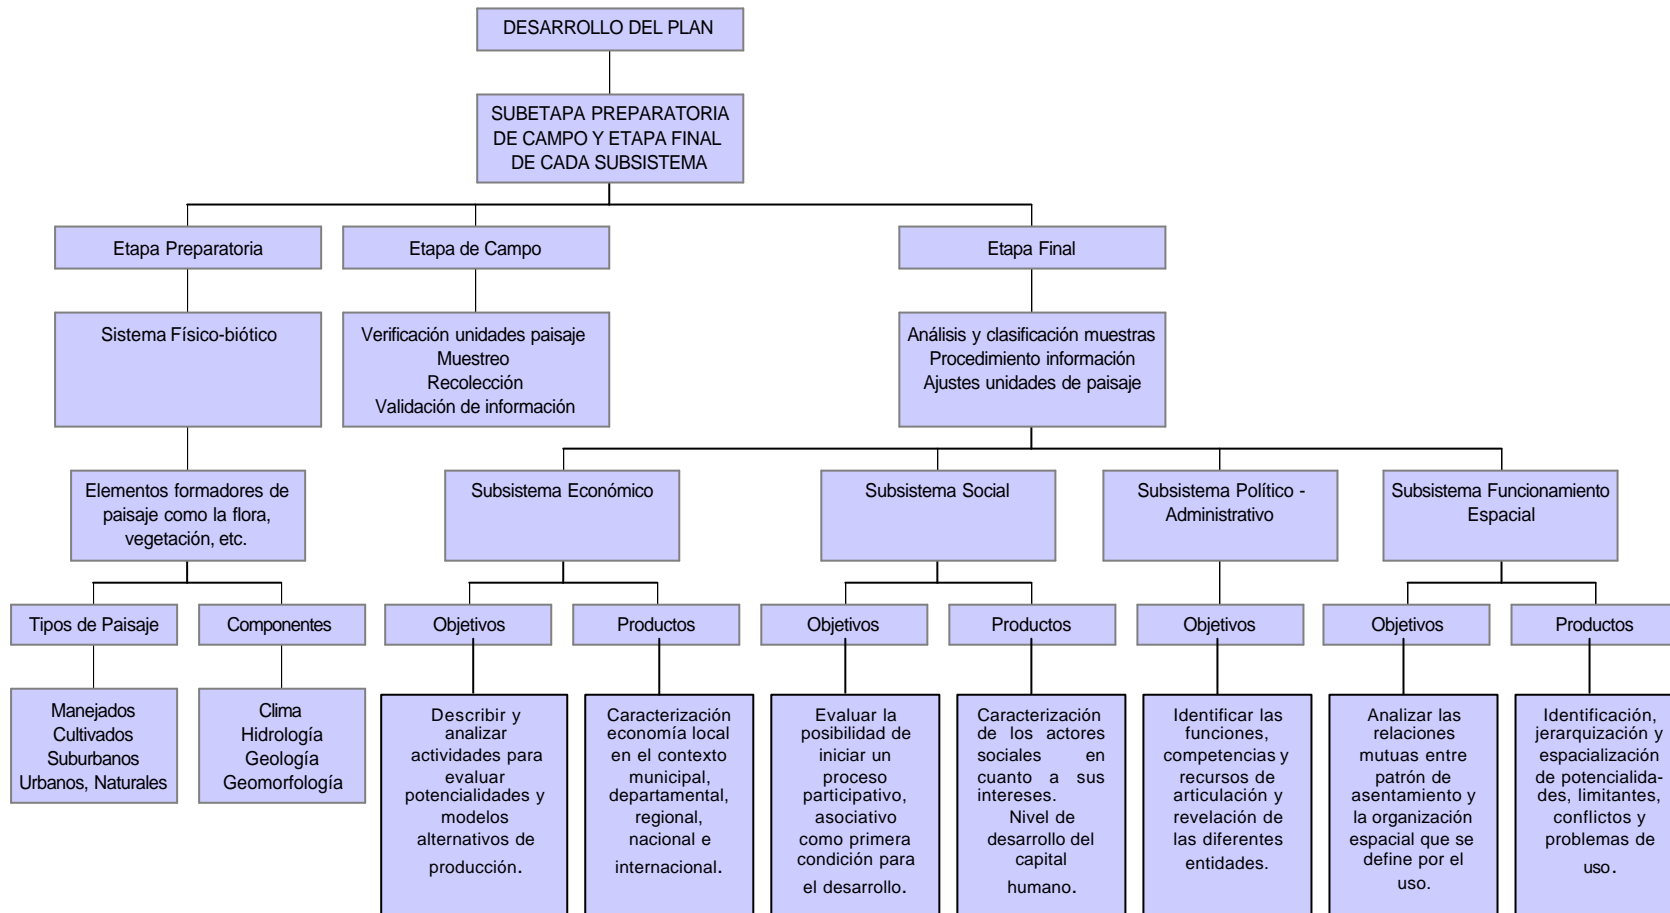 DESARROLLO DEL PLAN
SUBETAPA PREPARATORIA
DE CAMPO Y ETAPA FINAL
DE CADA SUBSISTEMA
Etapa Preparatoria
Etapa de Campo
Etapa Final
Sistema Físico-biótico
Verificación unidades paisaje
Muestreo
Recolección
Validación de información
Análisis y clasificación muestras
Procedimiento información
Ajustes unidades de paisaje
Elementos formadores de
paisaje como la flora,
vegetación, etc.
Subsistema Económico
Subsistema Social
Subsistema Político -
Administrativo
Subsistema Funcionamiento
Espacial
Tipos de Paisaje
Componentes
Objetivos
Productos
Objetivos
Productos
Objetivos
Objetivos
Productos
Manejados
Cultivados
Suburbanos
Urbanos, Naturales
Clima
Hidrología
Geología
Geomorfología
Describir y
analizar
actividades para
evaluar
potencialidades y
modelos
alternativos de
producción.
Caracterización
economía local
en el contexto
municipal,
departamental,
regional,
nacional e
internacional.
Evaluar la
posibilidad de
iniciar un
proceso
participativo,
asociativo
como primera
condición para
el desarrollo.
Caracterización
de los actores
sociales en
cuanto a sus
intereses.
Nivel de
desarrollo del
capital
humano.
Identificar las
funciones,
competencias y
recursos de
articulación y
revelación de
las diferentes
entidades.
Analizar las
relaciones
mutuas entre
patrón de
asentamiento y
la organización
espacial que se
define por el
uso.
Identificación,
jerarquización y
espacialización
de potencialida-
des, limitantes,
conflictos y
problemas de
uso.